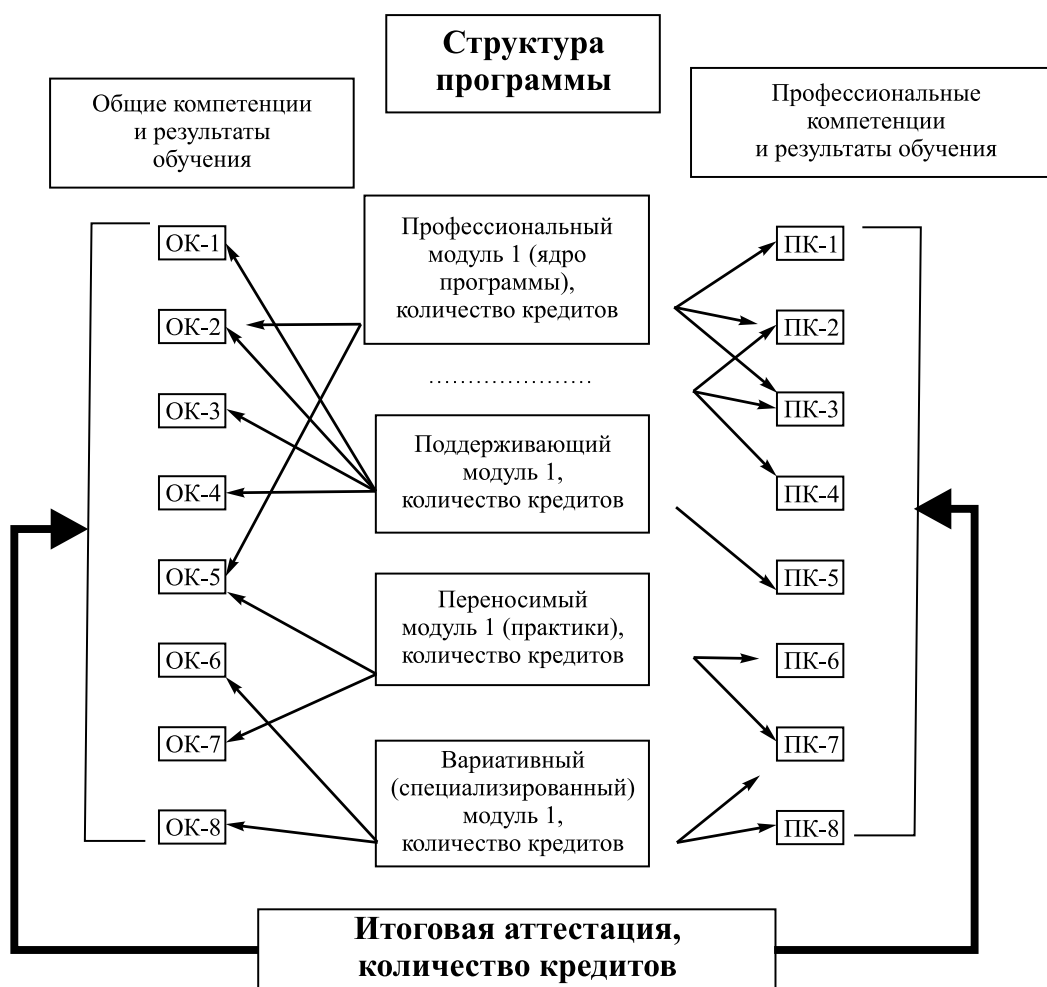 Структура
программы
Общие компетенции
и результаты
обучения
Профессиональные
компетенции
и результаты обучения
ОК-1
ОК-2
ОК-3
ОК-4
ОК-5
ОК-6
ОК-7
ОК-8
Профессиональный
модуль 1 (ядро
программы),
количество кредитов
.....................
Поддерживающий
модуль 1,
количество кредитов
Переносимый
модуль 1 (практики),
количество кредитов
Вариативный
(специализированный)
модуль 1,
количество кредитов
ПК-1
ПК-2
ПК-3
ПК-4
ПК-5
ПК-6
ПК-7
ПК-8
Итоговая аттестация,
количество кредитов